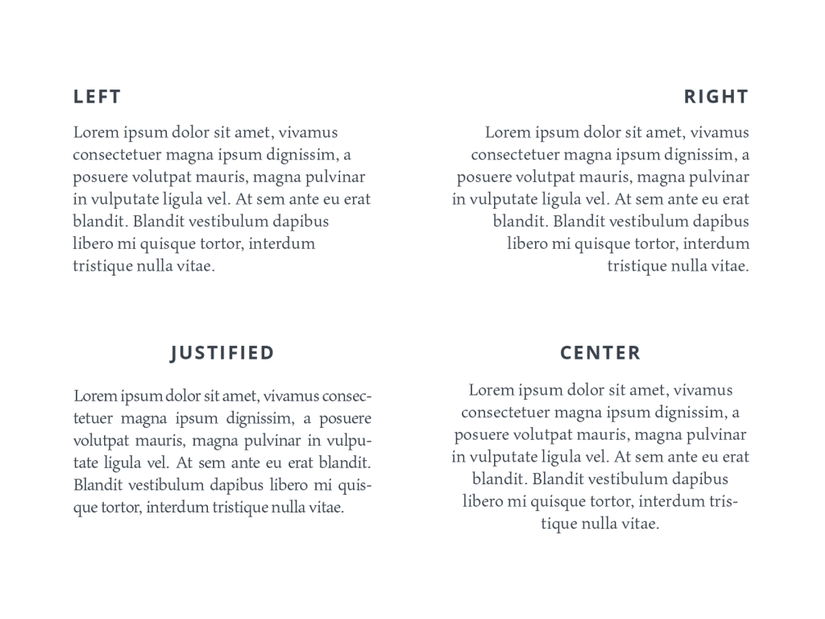 LEFT
Lorem ipsum dolor sit amet, vivamus
consectetuer magna ipsum dignissim, a
posuere volutpat mauris, magna pulvinar
in vulputate ligula vel. At sem ante eu erat
blandit. Blandit vestibulum dapibus
libero mi quisque tortor, interdum
tristique nulla vitae.
RIGHT
Lorem ipsum dolor sit amet, vivamus
consectetuer magna ipsum dignissim, a
posuere volutpat mauris, magna pulvinar
in vulputate ligula vel. At sem ante eu erat
blandit. Blandit vestibulum dapibus
libero mi quisque tortor, interdum
tristique nulla vitae.
JUSTIFIED
Lorem ipsum dolor sit amet, vivamus consec-
tetuer magna ipsum dignissim, a posuere
volutpat mauris, magna pulvinar in vulpu-
tate ligula vel. At sem ante eu erat blandit.
Blandit vestibulum dapibus libero mi quis-
que tortor, interdum tristique nulla vitae.
CENTER
Lorem ipsum dolor sit amet, vivamus
consectetuer magna ipsum dignissim, a
posuere volutpat mauris, magna pulvinar
in vulputate ligula vel. At sem ante eu erat
blandit. Blandit vestibulum dapibus
libero mi quisque tortor, interdum tris-
tique nulla vitae.